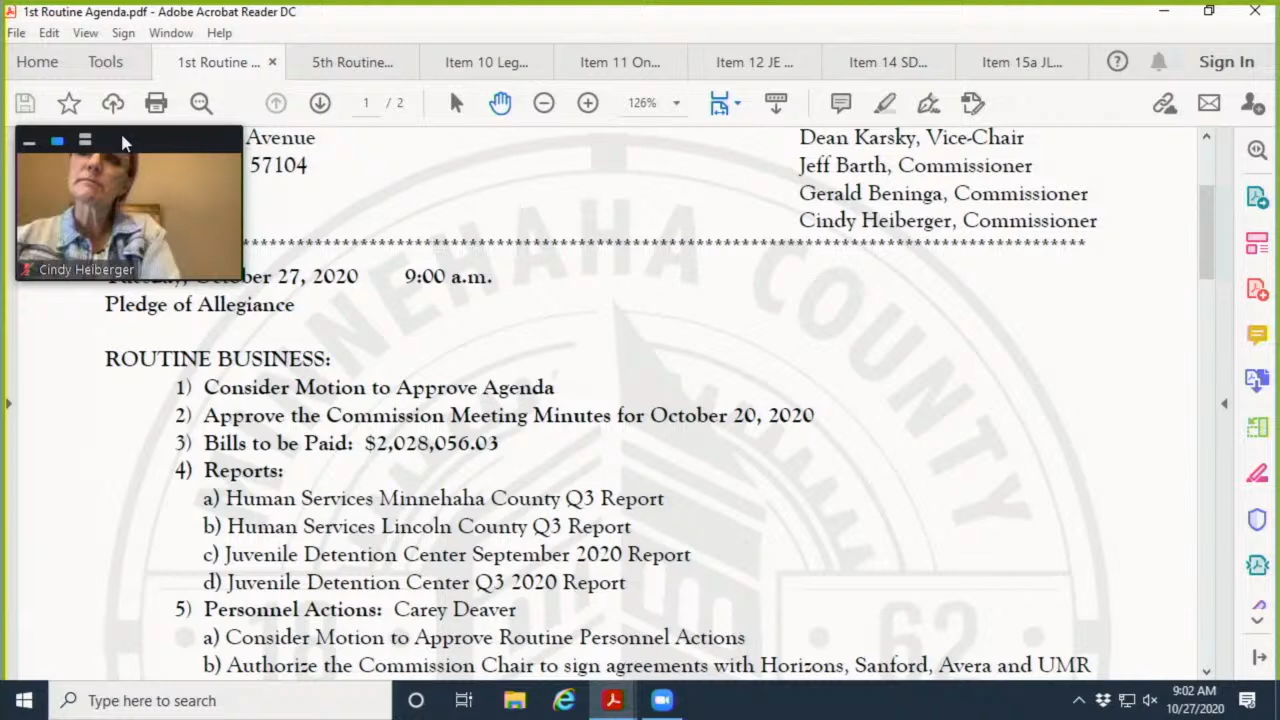 1st Routine Agenda.pdf - Adobe Acrobat Reader DC
File Edit View Sign Window Help
Home Tools 1st Routine ... × 5th Routine... Item 10 Leg... Item 11 On... Item 12 JE ... Item 14 SD... Item 15a JL... Sign In
1 / 2 126%
Avenue Dean Karsky, Vice-Chair
57104 Jeff Barth, Commissioner
Gerald Beninga, Commissioner
Cindy Heiberger, Commissioner
Cindy Heiberger
October 27, 2020 9:00 a.m.
Pledge of Allegiance
ROUTINE BUSINESS:
1) Consider Motion to Approve Agenda
2) Approve the Commission Meeting Minutes for October 20, 2020
3) Bills to be Paid: $2,028,056.03
4) Reports:
a) Human Services Minnehaha County Q3 Report
b) Human Services Lincoln County Q3 Report
c) Juvenile Detention Center September 2020 Report
d) Juvenile Detention Center Q3 2020 Report
5) Personnel Actions: Carey Deaver
a) Consider Motion to Approve Routine Personnel Actions
b) Authorize the Commission Chair to sign agreements with Horizons, Sanford, Avera and UMR
MINNEHAHA COUNTY
18 62
Type here to search
9:02 AM
10/27/2020